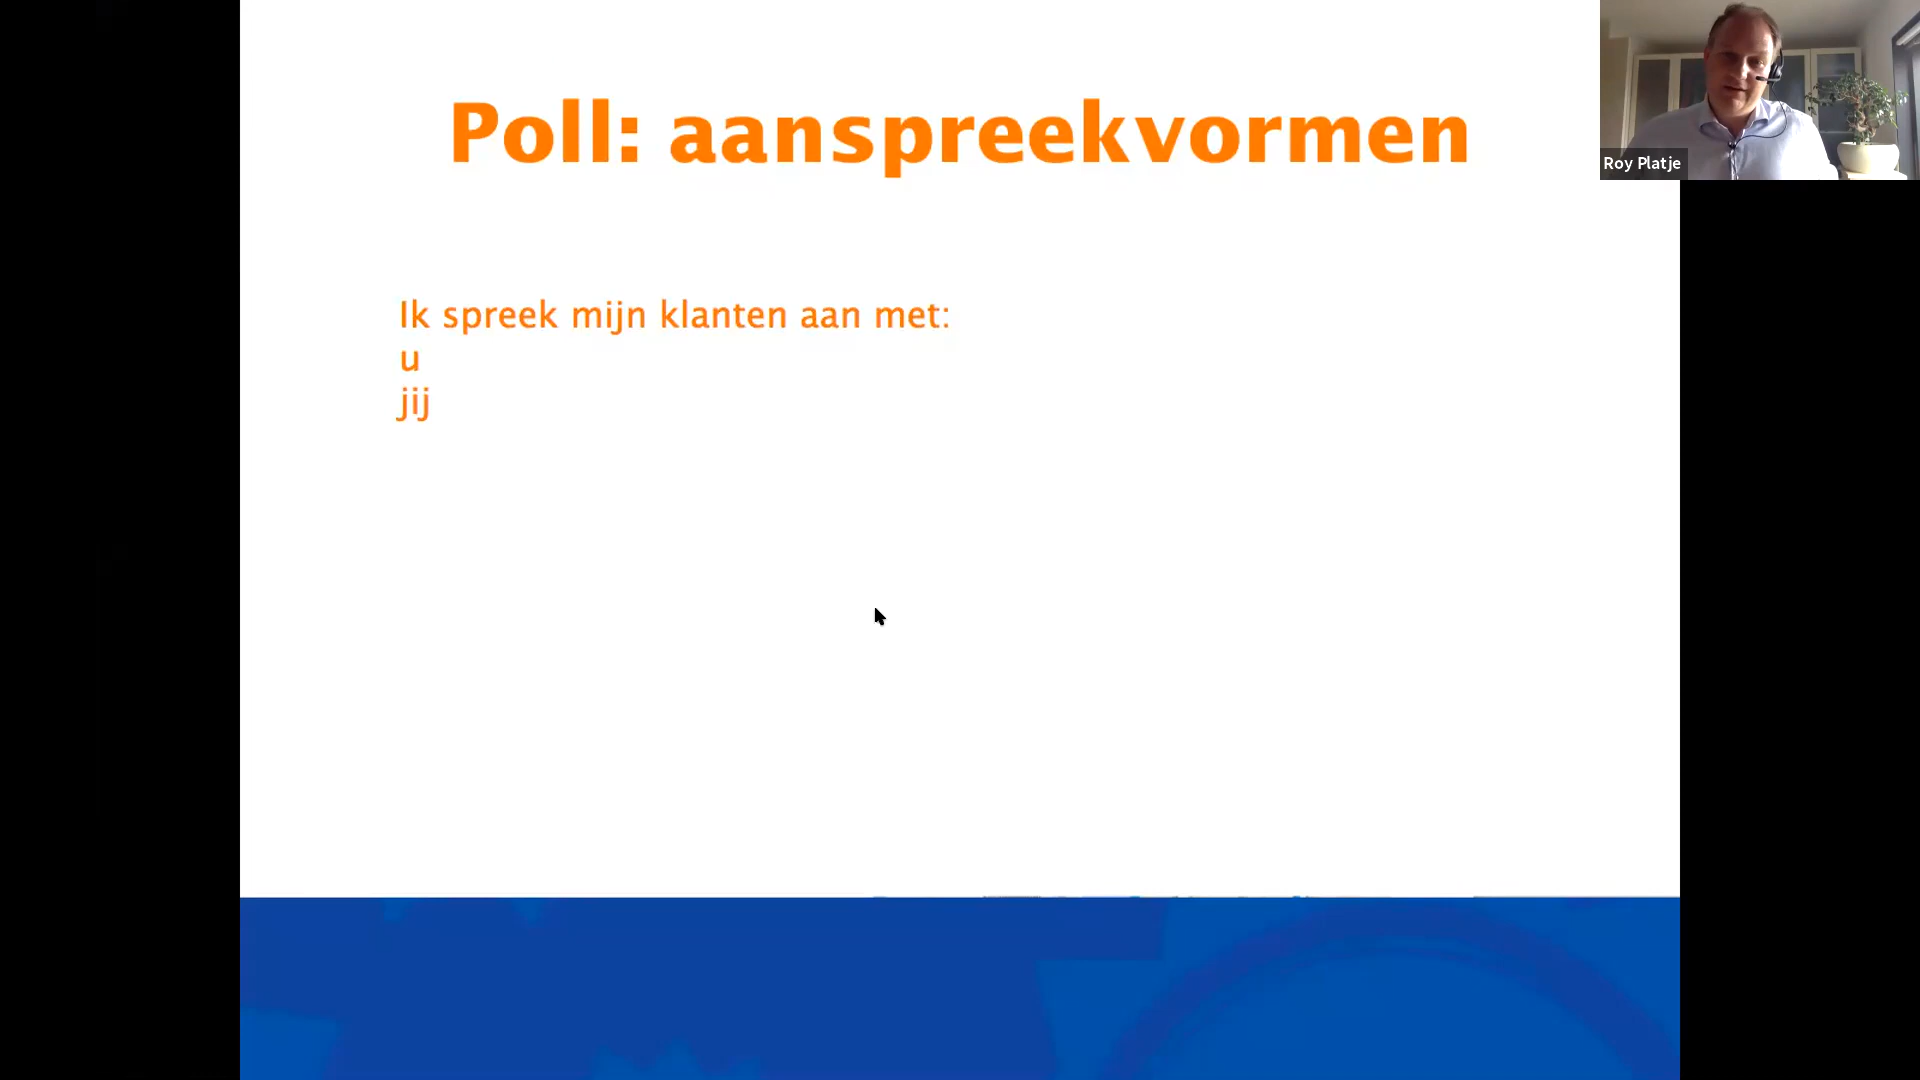 Poll: aanspreekvormen
Roy Platje
Ik spreek mijn klanten aan met:
u
jij